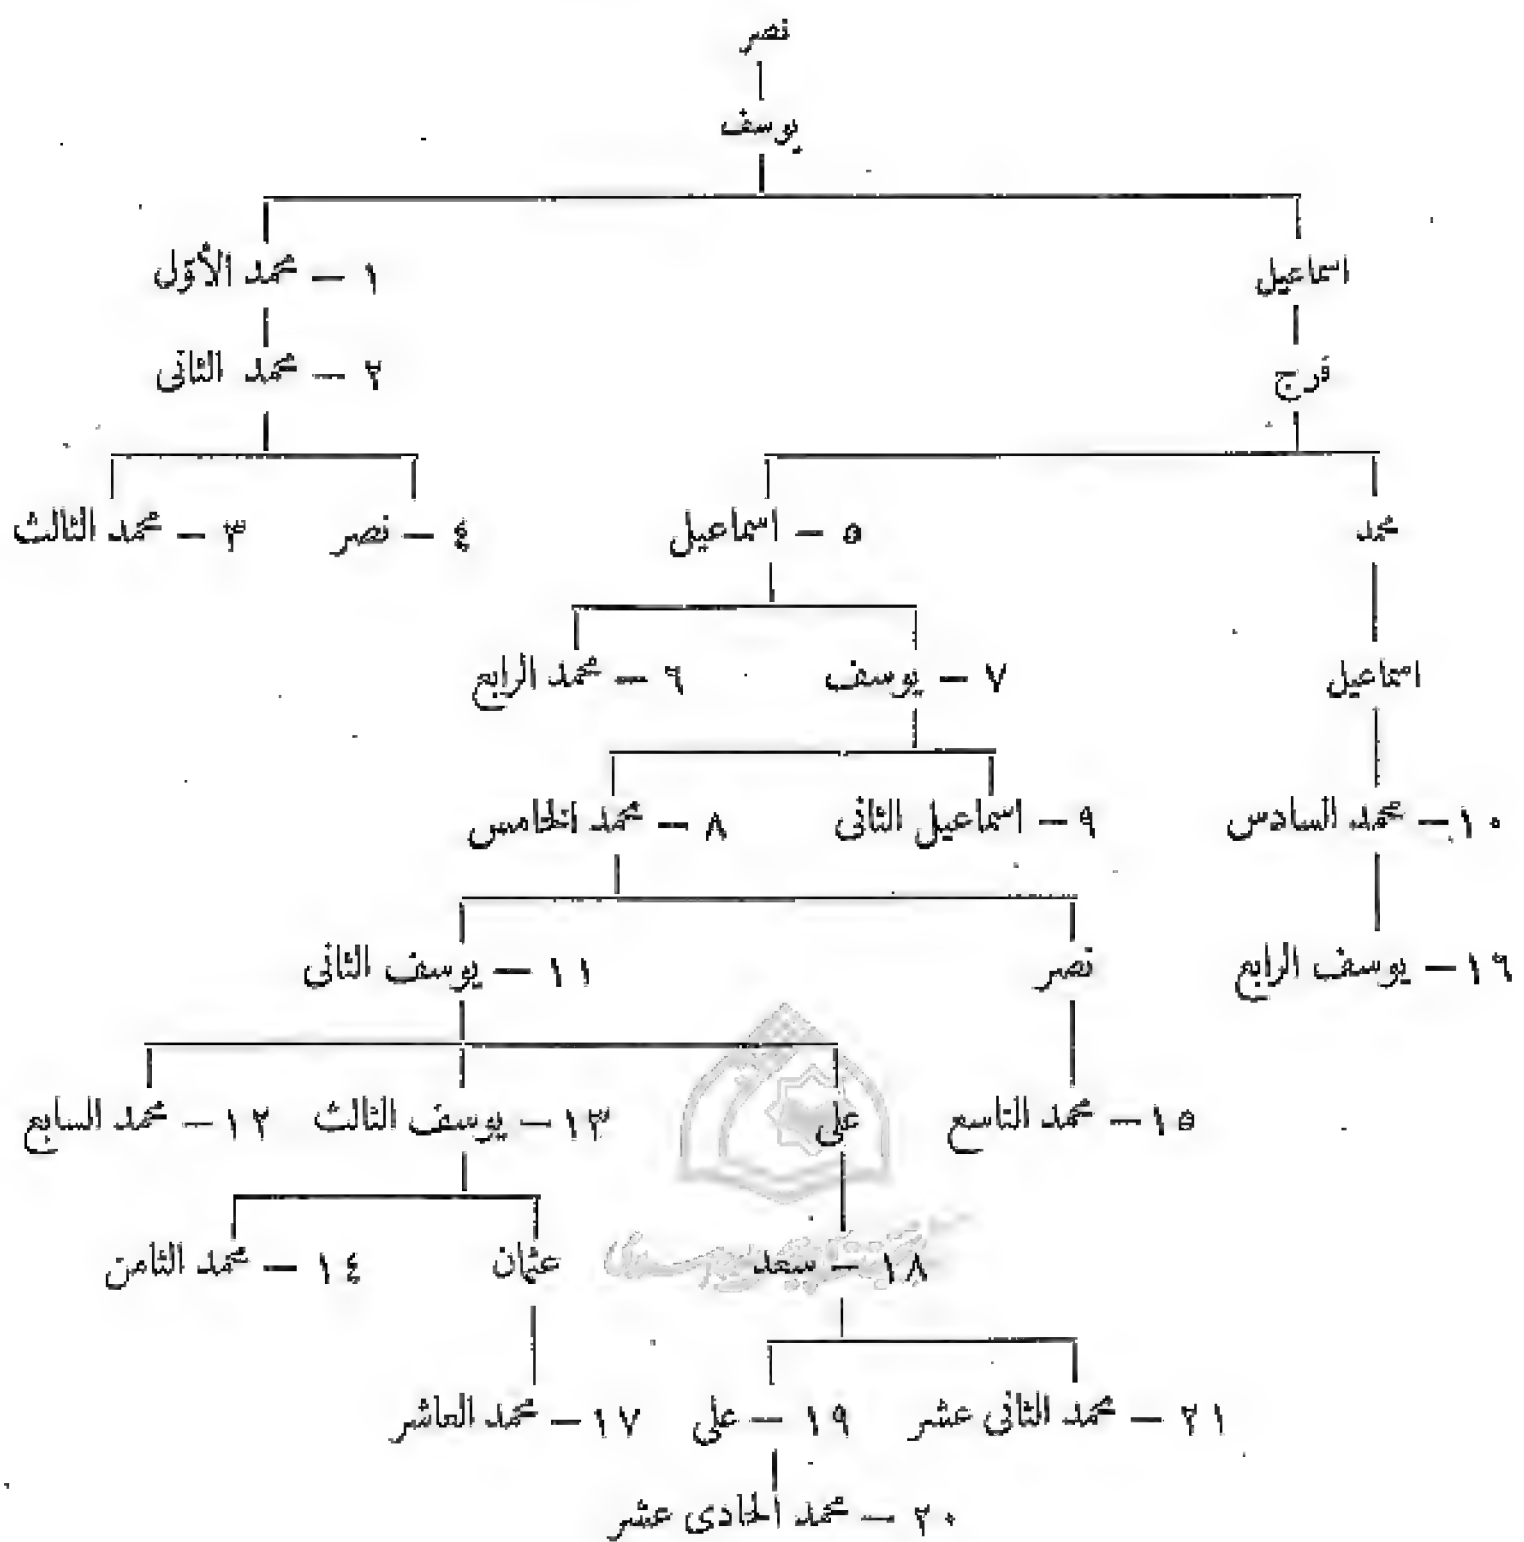 نصر
يوسف
اسماعيل
١ – محمد الأوّل
فرج
٢ – محمد الثانى
محمد
٥ – اسماعيل
٤ – نصر
٣ – محمد الثالث
اسماعيل
٧ – يوسف
٦ – محمد الرابع
١٠ – محمد السادس
٩ – اسماعيل الثانى
٨ – محمد الخامس
١٦ – يوسف الرابع
نصر
١١ – يوسف الثانى
١٥ – محمد التاسع
على
١٣ – يوسف الثالث
١٢ – محمد السابع
١٨ – سعد
عثمان
١٤ – محمد الثامن
٢١ – محمد الثانى عشر
١٩ – على
١٧ – محمد العاشر
٢٠ – محمد الحادى عشر